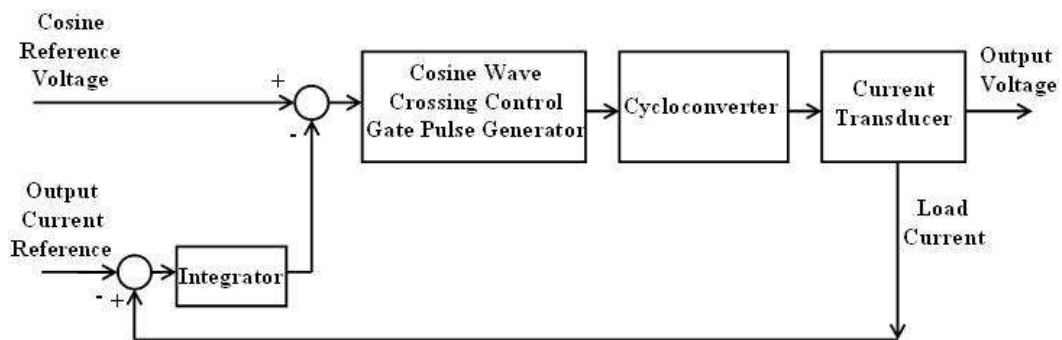 Cosine
Reference
Voltage
+
-
Cosine Wave
Crossing Control
Gate Pulse Generator
Cycloconverter
Current
Transducer
Output
Voltage
Output
Current
Reference
- +
Integrator
Load
Current